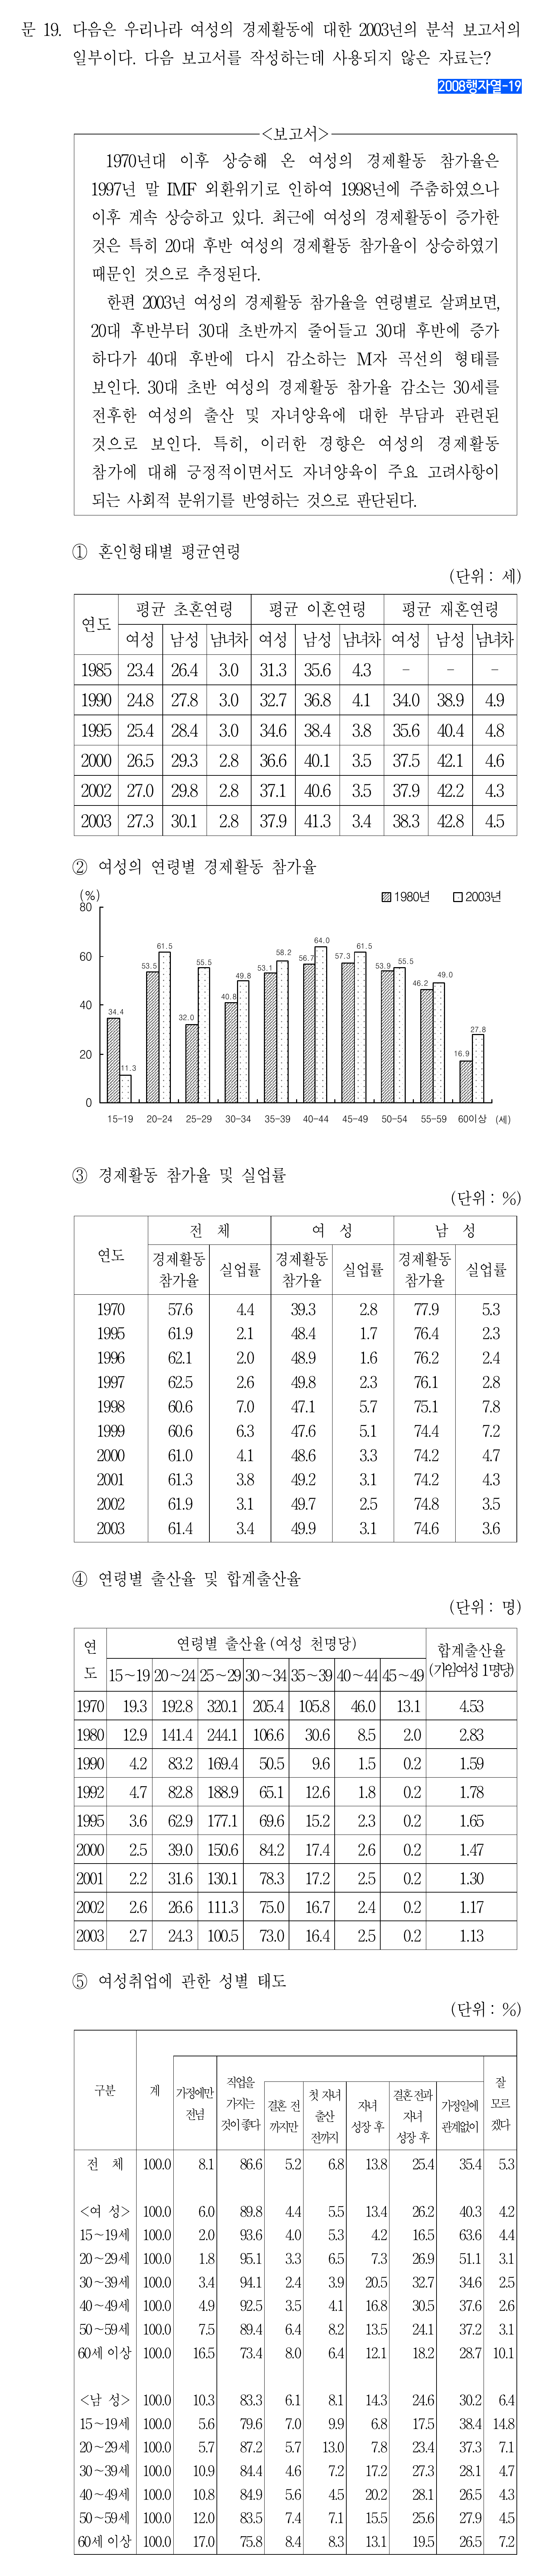 문 19. 다음은 우리나라 여성의 경제활동에 대한 2003년의 분석 보고서의
일부이다. 다음 보고서를 작성하는데 사용되지 않은 자료는?
2008행자열-19
<보고서>
1970년대 이후 상승해 온 여성의 경제활동 참가율은
1997년 말 IMF 외환위기로 인하여 1998년에 주춤하였으나
이후 계속 상승하고 있다. 최근에 여성의 경제활동이 증가한
것은 특히 20대 후반 여성의 경제활동 참가율이 상승하였기
때문인 것으로 추정된다.
한편 2003년 여성의 경제활동 참가율을 연령별로 살펴보면,
20대 후반부터 30대 초반까지 줄어들고 30대 후반에 증가
하다가 40대 후반에 다시 감소하는 M자 곡선의 형태를
보인다. 30대 초반 여성의 경제활동 참가율 감소는 30세를
전후한 여성의 출산 및 자녀양육에 대한 부담과 관련된
것으로 보인다. 특히, 이러한 경향은 여성의 경제활동
참가에 대해 긍정적이면서도 자녀양육이 주요 고려사항이
되는 사회적 분위기를 반영하는 것으로 판단된다.
① 혼인형태별 평균연령
(단위 : 세)
연도 평균 초혼연령 평균 이혼연령 평균 재혼연령
여성 남성 남녀차 여성 남성 남녀차 여성 남성 남녀차
1985 23.4 26.4 3.0 31.3 35.6 4.3 － － －
1990 24.8 27.8 3.0 32.7 36.8 4.1 34.0 38.9 4.9
1995 25.4 28.4 3.0 34.6 38.4 3.8 35.6 40.4 4.8
2000 26.5 29.3 2.8 36.6 40.1 3.5 37.5 42.1 4.6
2002 27.0 29.8 2.8 37.1 40.6 3.5 37.9 42.2 4.3
2003 27.3 30.1 2.8 37.9 41.3 3.4 38.3 42.8 4.5
② 여성의 연령별 경제활동 참가율
(%)
1980년 2003년
80
60
40
20
0
34.4 11.3 53.5 61.5 32.0 55.5 40.8 49.8 53.1 58.2 56.7 64.0 57.3 61.5 53.9 55.5 46.2 49.0 16.9 27.8
15-19 20-24 25-29 30-34 35-39 40-44 45-49 50-54 55-59 60이상 (세)
③ 경제활동 참가율 및 실업률
(단위 : %)
연도 전 체 여 성 남 성
경제활동 참가율 실업률 경제활동 참가율 실업률 경제활동 참가율 실업률
1970 57.6 4.4 39.3 2.8 77.9 5.3
1995 61.9 2.1 48.4 1.7 76.4 2.3
1996 62.1 2.0 48.9 1.6 76.2 2.4
1997 62.5 2.6 49.8 2.3 76.1 2.8
1998 60.6 7.0 47.1 5.7 75.1 7.8
1999 60.6 6.3 47.6 5.1 74.4 7.2
2000 61.0 4.1 48.6 3.3 74.2 4.7
2001 61.3 3.8 49.2 3.1 74.2 4.3
2002 61.9 3.1 49.7 2.5 74.8 3.5
2003 61.4 3.4 49.9 3.1 74.6 3.6
④ 연령별 출산율 및 합계출산율
(단위 : 명)
연도 연령별 출산율 (여성 천명당) 합계출산율 (가임여성 1명당)
15～19 20～24 25～29 30～34 35～39 40～44 45～49
1970 19.3 192.8 320.1 205.4 105.8 46.0 13.1 4.53
1980 12.9 141.4 244.1 106.6 30.6 8.5 2.0 2.83
1990 4.2 83.2 169.4 50.5 9.6 1.5 0.2 1.59
1992 4.7 82.8 188.9 65.1 12.6 1.8 0.2 1.78
1995 3.6 62.9 177.1 69.6 15.2 2.3 0.2 1.65
2000 2.5 39.0 150.6 84.2 17.4 2.6 0.2 1.47
2001 2.2 31.6 130.1 78.3 17.2 2.5 0.2 1.30
2002 2.6 26.6 111.3 75.0 16.7 2.4 0.2 1.17
2003 2.7 24.3 100.5 73.0 16.4 2.5 0.2 1.13
⑤ 여성취업에 관한 성별 태도
(단위 : %)
구분 계 가정에만 전념 직업을 가지는 것이 좋다 결혼 전 까지만 첫 자녀 출산 전까지 자녀 성장 후 결혼 전과 자녀 성장 후 가정일에 관계없이 잘 모르겠다
전 체 100.0 8.1 86.6 5.2 6.8 13.8 25.4 35.4 5.3
<여 성> 100.0 6.0 89.8 4.4 5.5 13.4 26.2 40.3 4.2
15～19세 100.0 2.0 93.6 4.0 5.3 4.2 16.5 63.6 4.4
20～29세 100.0 1.8 95.1 3.3 6.5 7.3 26.9 51.1 3.1
30～39세 100.0 3.4 94.1 2.4 3.9 20.5 32.7 34.6 2.5
40～49세 100.0 4.9 92.5 3.5 4.1 16.8 30.5 37.6 2.6
50～59세 100.0 7.5 89.4 6.4 8.2 13.5 24.1 37.2 3.1
60세 이상 100.0 16.5 73.4 8.0 6.4 12.1 18.2 28.7 10.1
<남 성> 100.0 10.3 83.3 6.1 8.1 14.3 24.6 30.2 6.4
15～19세 100.0 5.6 79.6 7.0 9.9 6.8 17.5 38.4 14.8
20～29세 100.0 5.7 87.2 5.7 13.0 7.8 23.4 37.3 7.1
30～39세 100.0 10.9 84.4 4.6 7.2 17.2 27.3 28.1 4.7
40～49세 100.0 10.8 84.9 5.6 4.5 20.2 28.1 26.5 4.3
50～59세 100.0 12.0 83.5 7.4 7.1 15.5 25.6 27.9 4.5
60세 이상 100.0 17.0 75.8 8.4 8.3 13.1 19.5 26.5 7.2